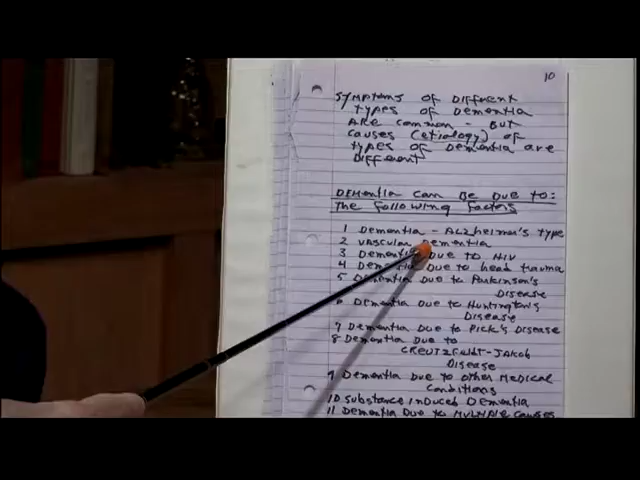 10
SYMPTOMS OF DIFFENT
TYPES OF DEMENTIA
ARE COMMON - BUT
CAUSES (etiology) OF
TYPES OF DEMENTIA ARE
DIFFERENT
DEMENTIA CAN BE DUE TO:
THE FOLLOWING FACTORS
1 DEMENTIA - ALZHEIMER'S TYPE
2 VASCULAR DEMENTIA
3 DEMENTIA DUE TO HIV
4 DEMENTIA DUE TO HEAD TRAUMA
5 DEMENTIA DUE TO PARKINSON'S
DISEASE
6 DEMENTIA DUE TO HUNTINGTON'S
DISEASE
7 DEMENTIA DUE TO PICK'S DISEASE
8 DEMENTIA DUE TO
CREUTZFELDT-JAKOB
DISEASE
9 DEMENTIA DUE TO OTHER MEDICAL
CONDITIONS
10 SUBSTANCE INDUCED DEMENTIA
11 DEMENTIA DUE TO MULTIPLE CAUSES